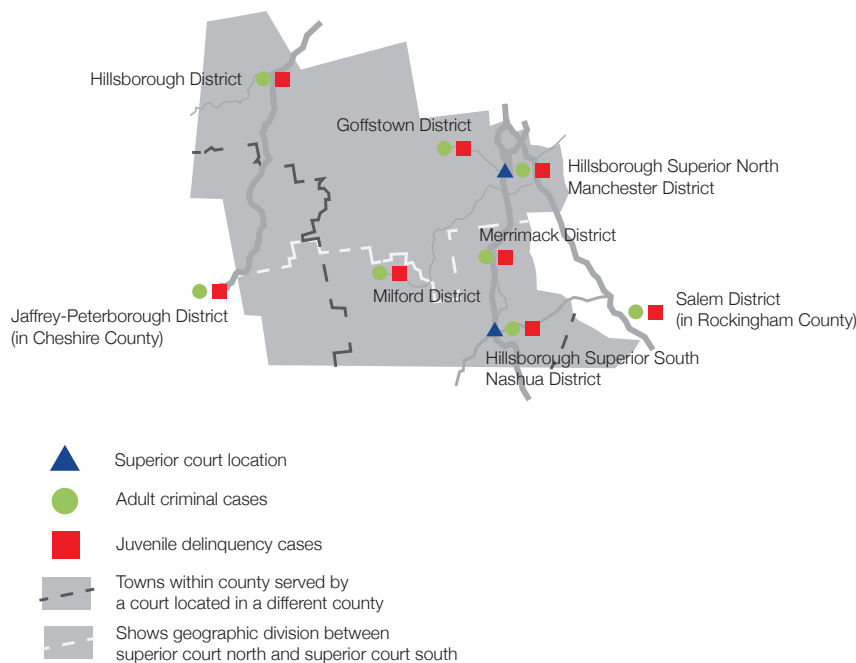 Hillsborough District
Goffstown District
Hillsborough Superior North
Manchester District
Merrimack District
Milford District
Jaffrey-Peterborough District
(in Cheshire County)
Salem District
(in Rockingham County)
Hillsborough Superior South
Nashua District
Superior court location
Adult criminal cases
Juvenile delinquency cases
Towns within county served by
a court located in a different county
Shows geographic division between
superior court north and superior court south